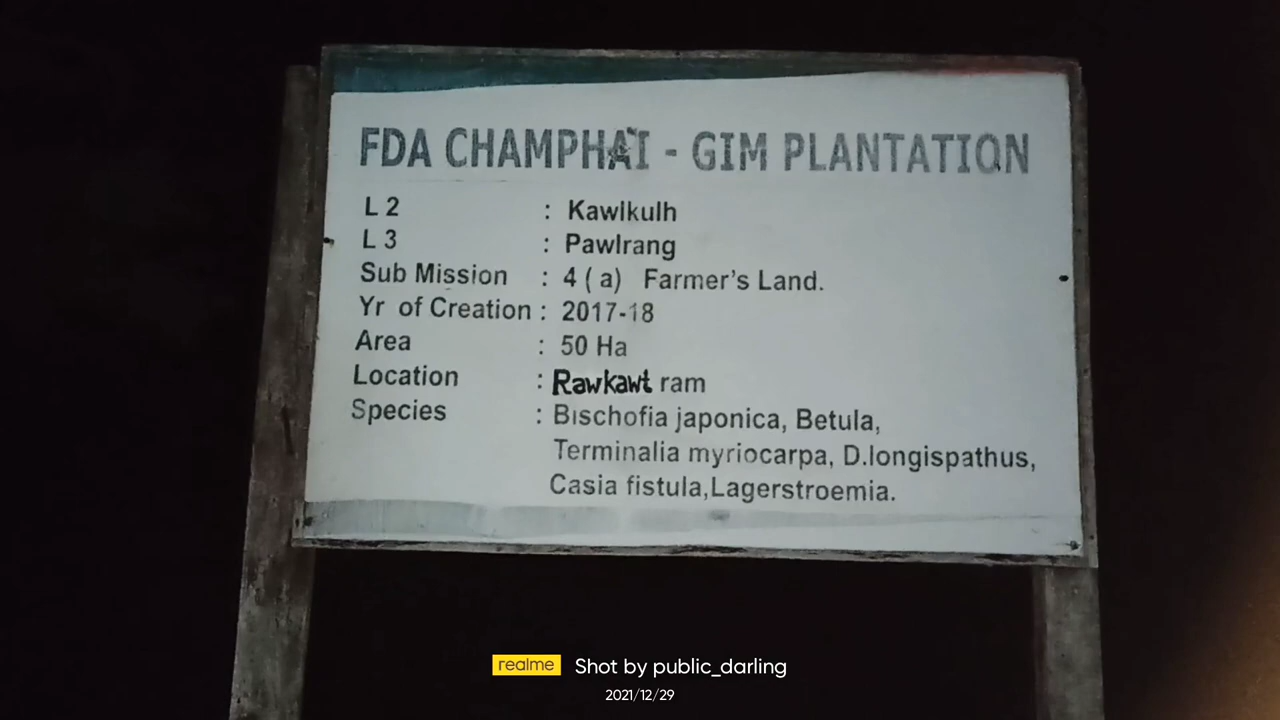 FDA CHAMPHAI - GIM PLANTATION
L 2 : Kawlkulh
L 3 : Pawlrang
Sub Mission : 4 ( a) Farmer's Land.
Yr of Creation : 2017-18
Area : 50 Ha
Location : Rawkawt ram
Species : Bischofia japonica, Betula,
Terminalia myriocarpa, D.longispathus,
Casia fistula,Lagerstroemia.
realme Shot by public_darling
2021/12/29